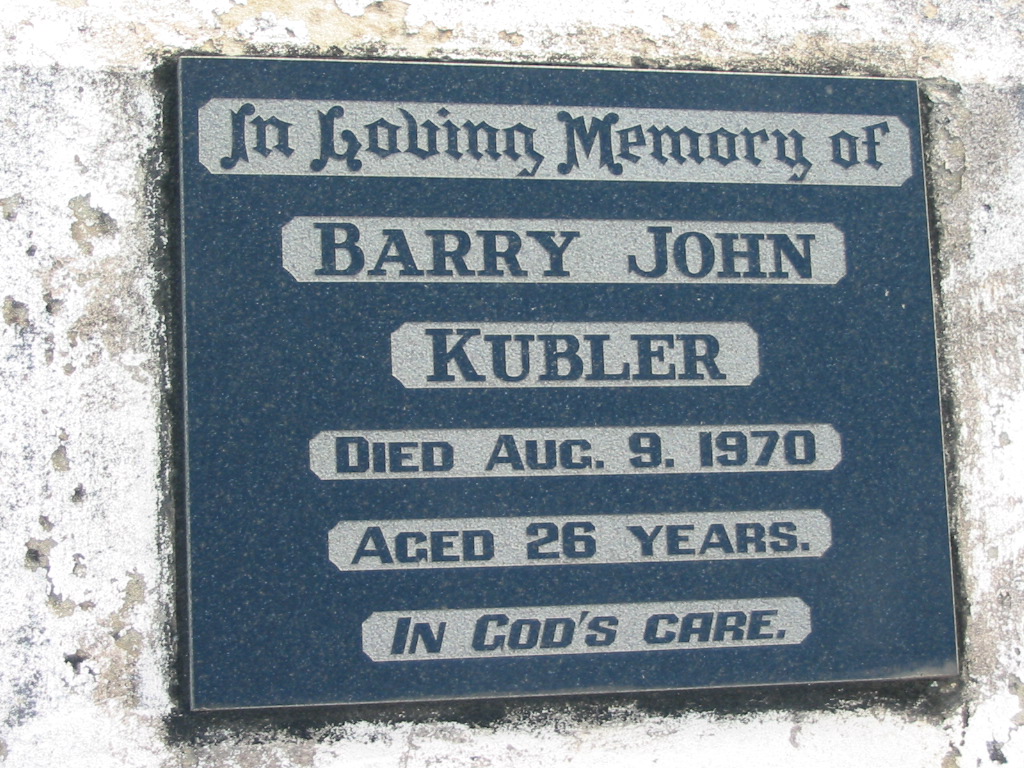 In Loving Memory of
BARRY JOHN
KUBLER
DIED AUG. 9. 1970
AGED 26 YEARS.
IN GOD'S CARE.